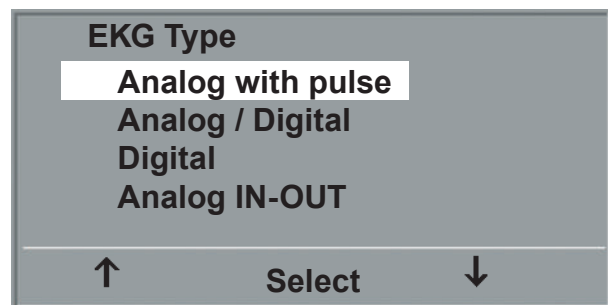 EKG Type
Analog with pulse
Analog / Digital
Digital
Analog IN-OUT
↑ Select ↓